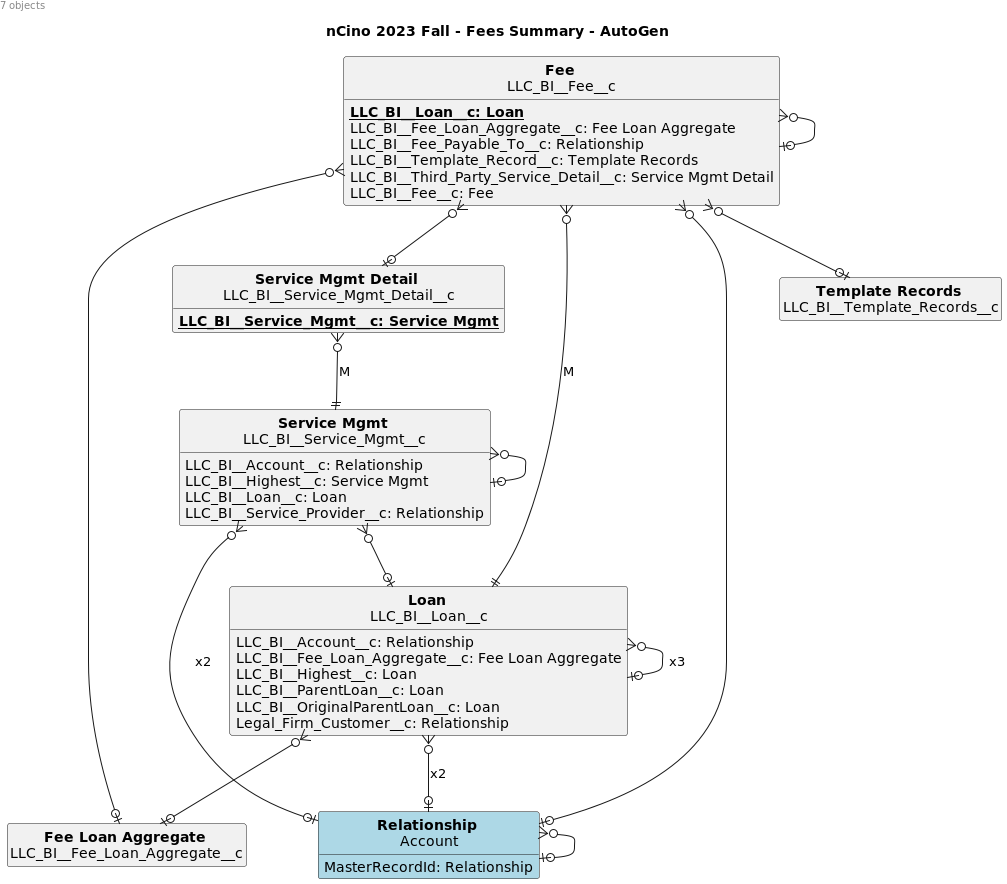 7 objects
nCino 2023 Fall - Fees Summary - AutoGen
Fee
LLC_BI__Fee__c
LLC_BI__Loan__c: Loan
LLC_BI__Fee_Loan_Aggregate__c: Fee Loan Aggregate
LLC_BI__Fee_Payable_To__c: Relationship
LLC_BI__Template_Record__c: Template Records
LLC_BI__Third_Party_Service_Detail__c: Service Mgmt Detail
LLC_BI__Fee__c: Fee
Service Mgmt Detail
LLC_BI__Service_Mgmt_Detail__c
LLC_BI__Service_Mgmt__c: Service Mgmt
Template Records
LLC_BI__Template_Records__c
M
M
Service Mgmt
LLC_BI__Service_Mgmt__c
LLC_BI__Account__c: Relationship
LLC_BI__Highest__c: Service Mgmt
LLC_BI__Loan__c: Loan
LLC_BI__Service_Provider__c: Relationship
Loan
LLC_BI__Loan__c
LLC_BI__Account__c: Relationship
LLC_BI__Fee_Loan_Aggregate__c: Fee Loan Aggregate
LLC_BI__Highest__c: Loan
LLC_BI__ParentLoan__c: Loan
LLC_BI__OriginalParentLoan__c: Loan
Legal_Firm_Customer__c: Relationship
x2
x3
x2
Fee Loan Aggregate
LLC_BI__Fee_Loan_Aggregate__c
Relationship
Account
MasterRecordId: Relationship